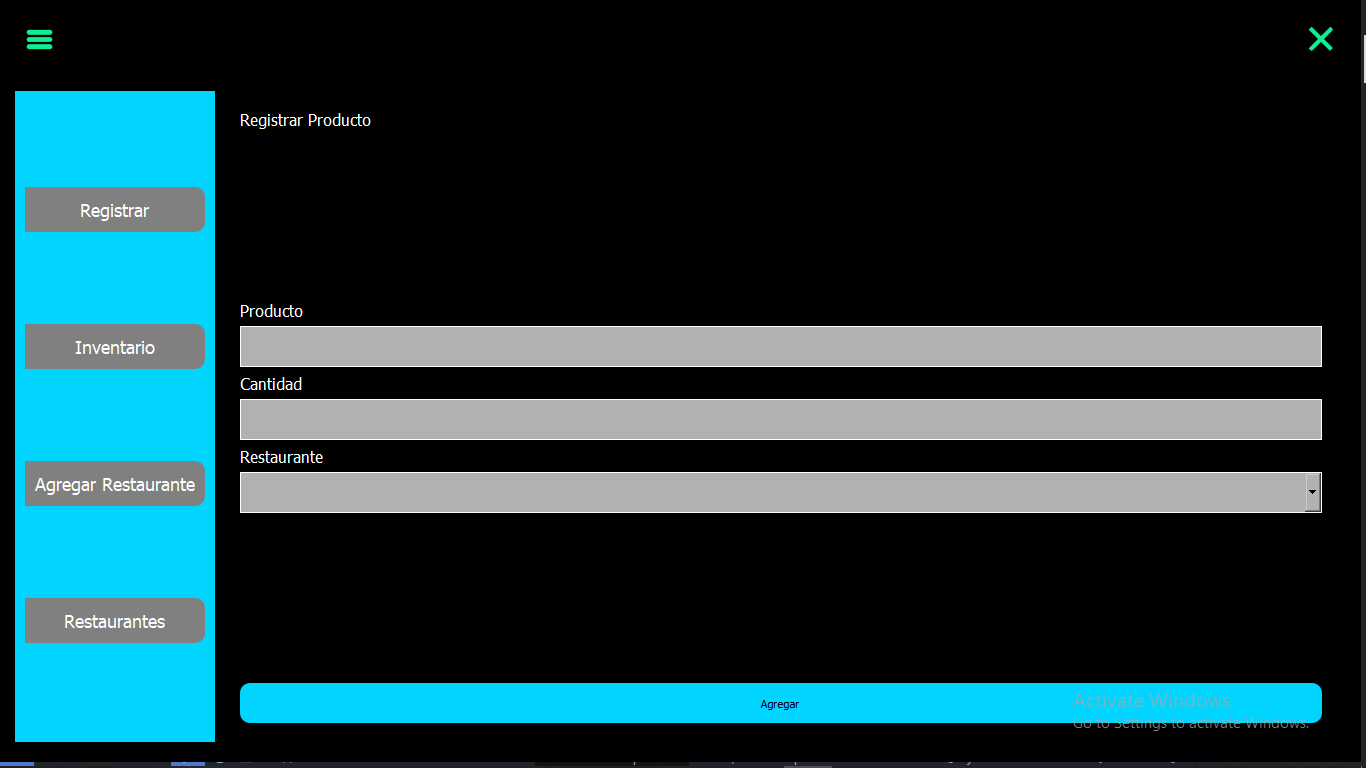 Registrar Producto
Registrar
Inventario
Agregar Restaurante
Restaurantes
Producto
Cantidad
Restaurante
Agregar
Activate Windows
Go to Settings to activate Windows.